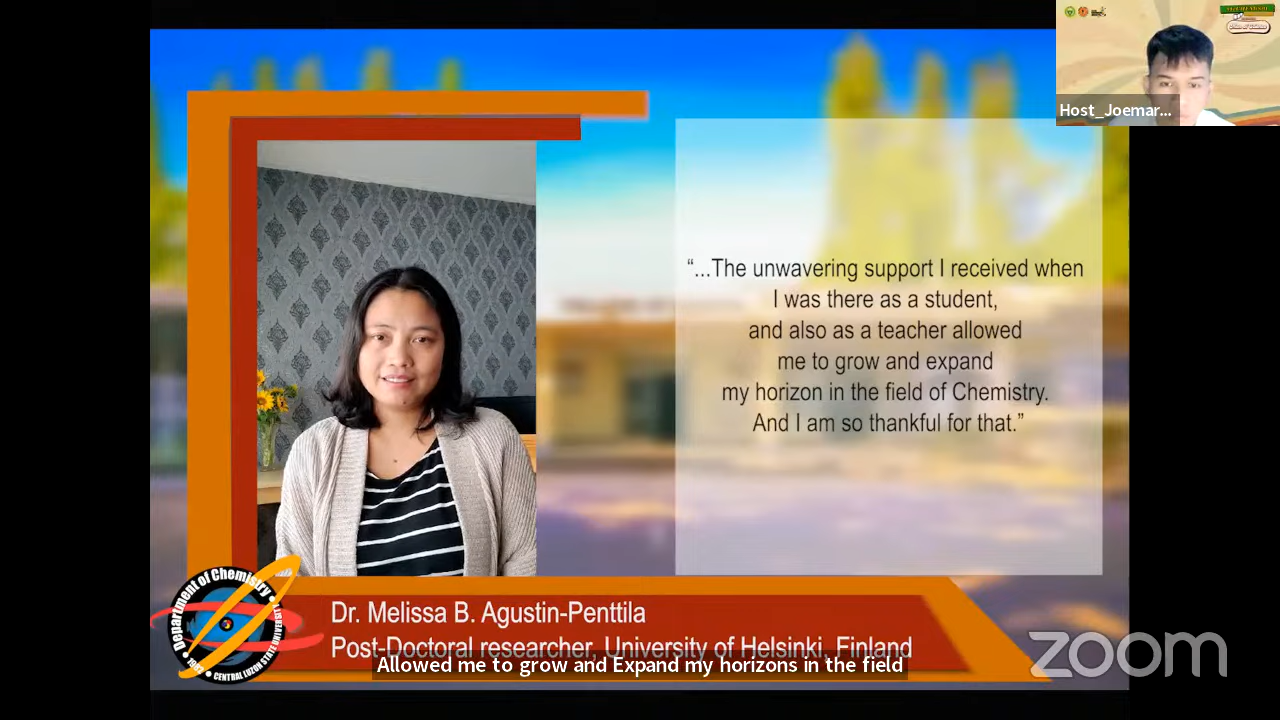 Host_Joemar...
“...The unwavering support I received when
I was there as a student,
and also as a teacher allowed
me to grow and expand
my horizon in the field of Chemistry.
And I am so thankful for that.”
Department of Chemistry
1987
CENTRAL LUZON STATE UNIVERSITY
Dr. Melissa B. Agustin-Penttila
Post-Doctoral researcher, University of Helsinki, Finland
Allowed me to grow and Expand my horizons in the field
zoom